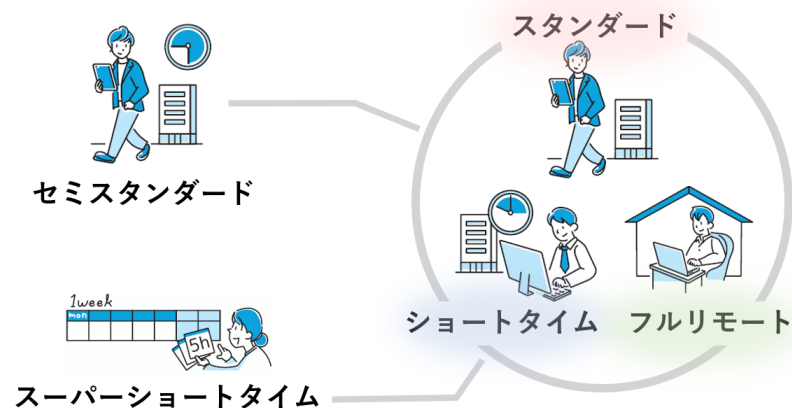 スタンダード
セミスタンダード
ショートタイム
フルリモート
1week
mon
5h
スーパーショートタイム